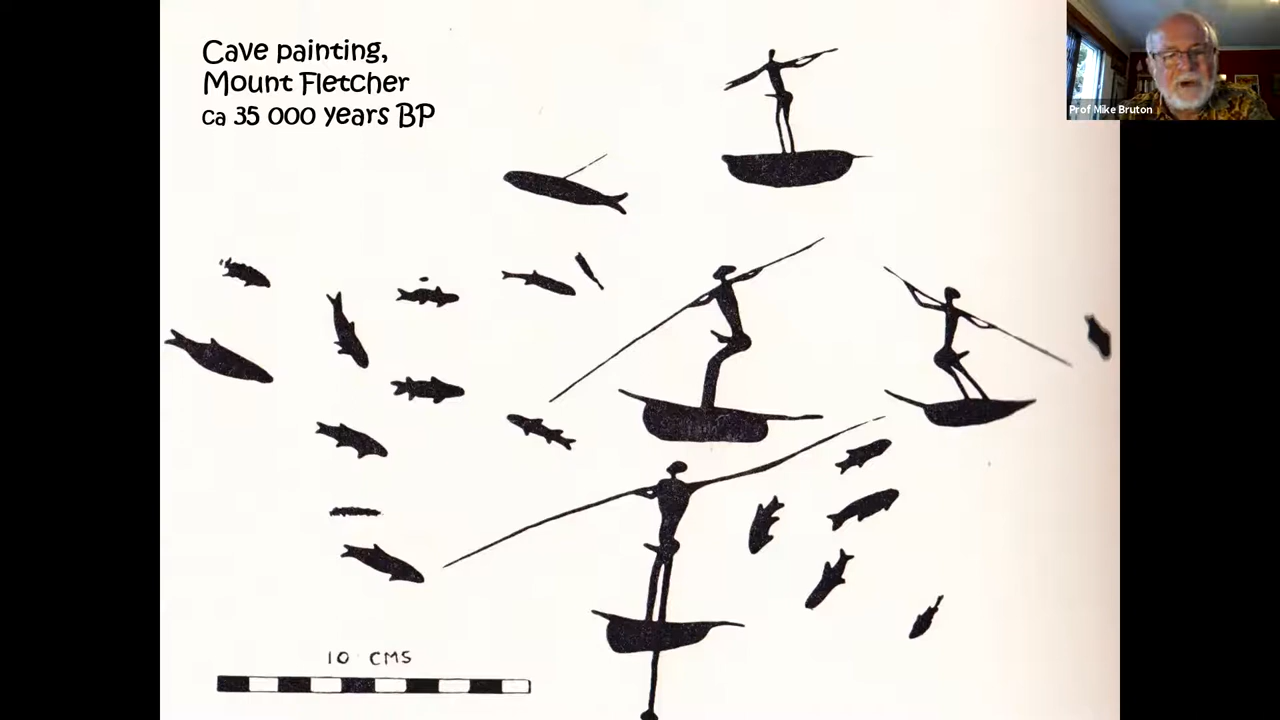 Cave painting,
Mount Fletcher
ca 35 000 years BP
Prof Mike Bruton
10 CMS